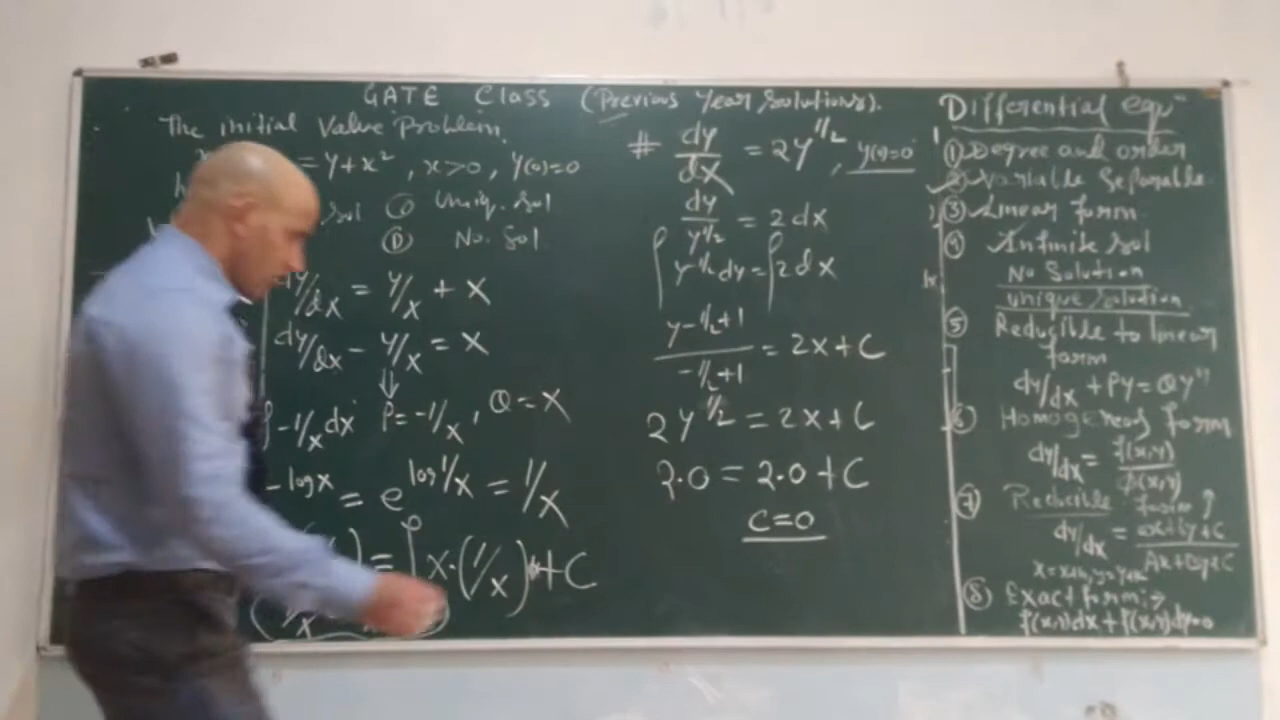 GATE Class (Previous Year Solutions).
The initial Value Problem.
= y+x², x>0, y(0)=0
sol Ⓒ Uniq. Sol
Ⓓ No. Sol
dy/dx = y/x + x
dy/dx - y/x = x
-1/x dx P=-1/x, Q=x
-logx = e^log 1/x = 1/x
) = ∫x.(1/x) +C
# dy/dx = 2y^1/2, y(0)=0
dy/y^1/2 = 2dx
∫y^-1/2 dy = ∫2dx
y-1/2+1/-1/2+1 = 2x+C
2y^1/2 = 2x+C
2.0 = 2.0+C
C=0
Differential eqⁿ
① Degree and order
② Variable Separable
③ Linear form
④ Infinite sol
No Solution
Unique Solution
⑤ Reducible to linear
form
dy/dx + Py = Qyⁿ
⑥ Homogeneous form
dy/dx = f(x,y)/φ(x,y)
⑦ Reducible form
dy/dx = ax+by+c/Ax+By+C
⑧ Exact form:→
f(x,y)dx+f(x,y)dy=0